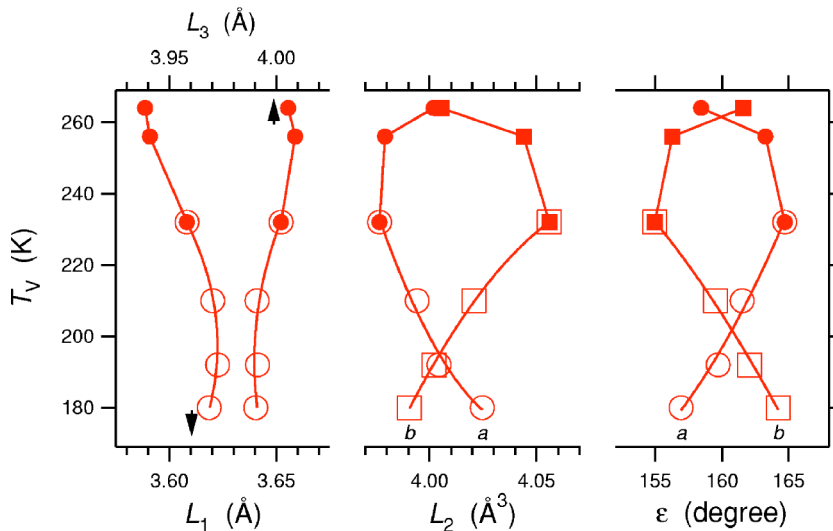 L₃ (Å)
3.95 4.00
260
240
220
200
180
T_V (K)
b a a b
3.60 3.65 4.00 4.05 155 160 165
L₁ (Å) L₂ (Å³) ε (degree)